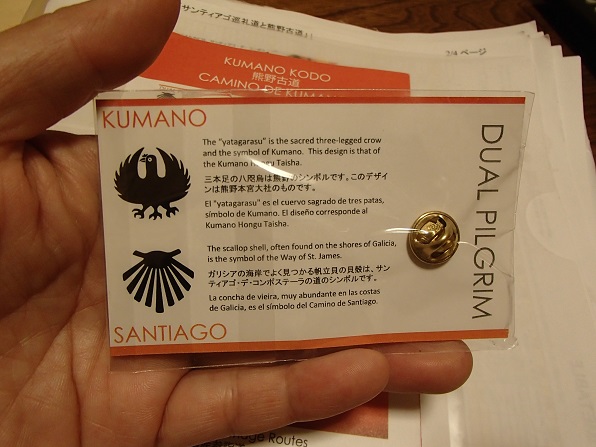 サンティアゴ巡礼道と熊野古道」
2/4 ページ
KUMANO KODO
熊野古道
CAMINO DE KUMANO
KUMANO
The "yatagarasu" is the sacred three-legged crow
and the symbol of Kumano. This design is that of
the Kumano Hongu Taisha.
三本足の八咫烏は熊野のシンボルです。このデザイ
ンは熊野本宮大社のものです。
El "yatagarasu" es el cuervo sagrado de tres patas,
símbolo de Kumano. El diseño corresponde al
Kumano Hongu Taisha.
The scallop shell, often found on the shores of Galicia,
is the symbol of the Way of St. James.
ガリシアの海岸でよく見つかる帆立貝の貝殻は、サン
ティアゴ・デ・コンポステーラの道のシンボルです。
La concha de vieira, muy abundante en las costas
de Galicia, es el símbolo del Camino de Santiago.
SANTIAGO
DUAL PILGRIM
Routes